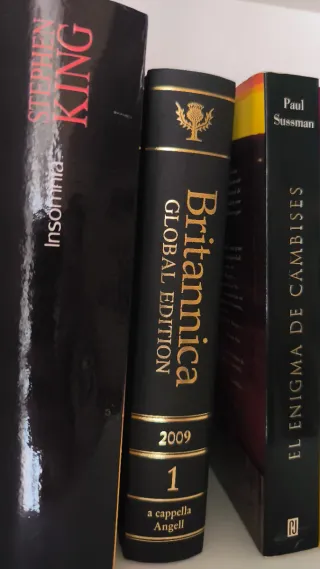 STEPHEN
KING
Insomnia
Britannica
GLOBAL EDITION
2009
1
a cappella
Angell
Paul
Sussman
EL ENIGMA DE CAMBISES